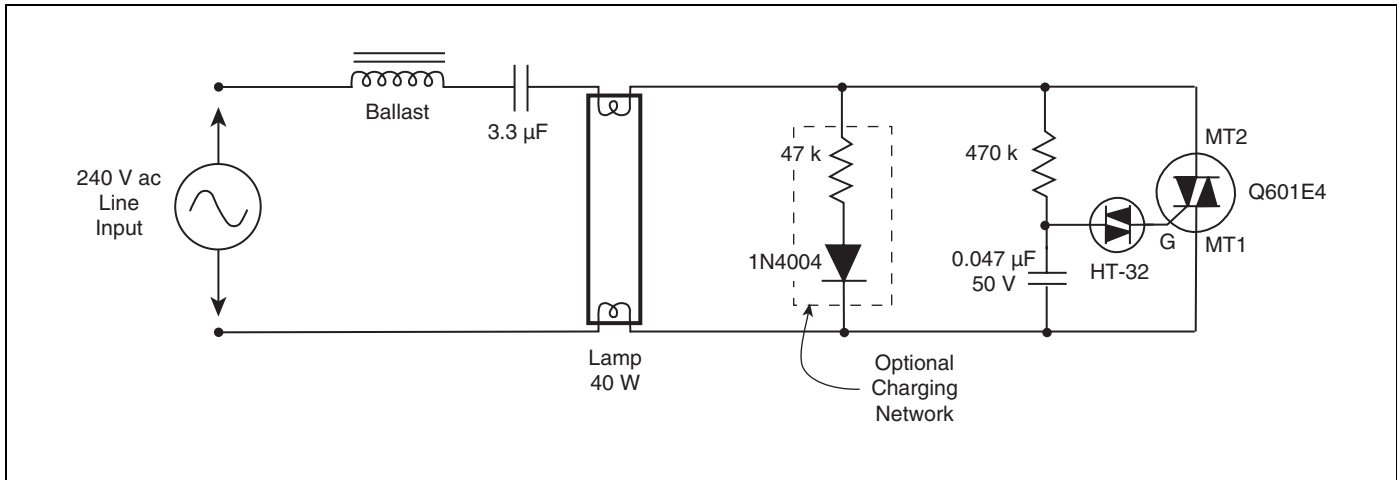 Ballast
3.3 µF
240 V ac
Line
Input
Lamp
40 W
47 k
1N4004
Optional
Charging
Network
470 k
0.047 µF
50 V
HT-32
G
MT2
Q601E4
MT1